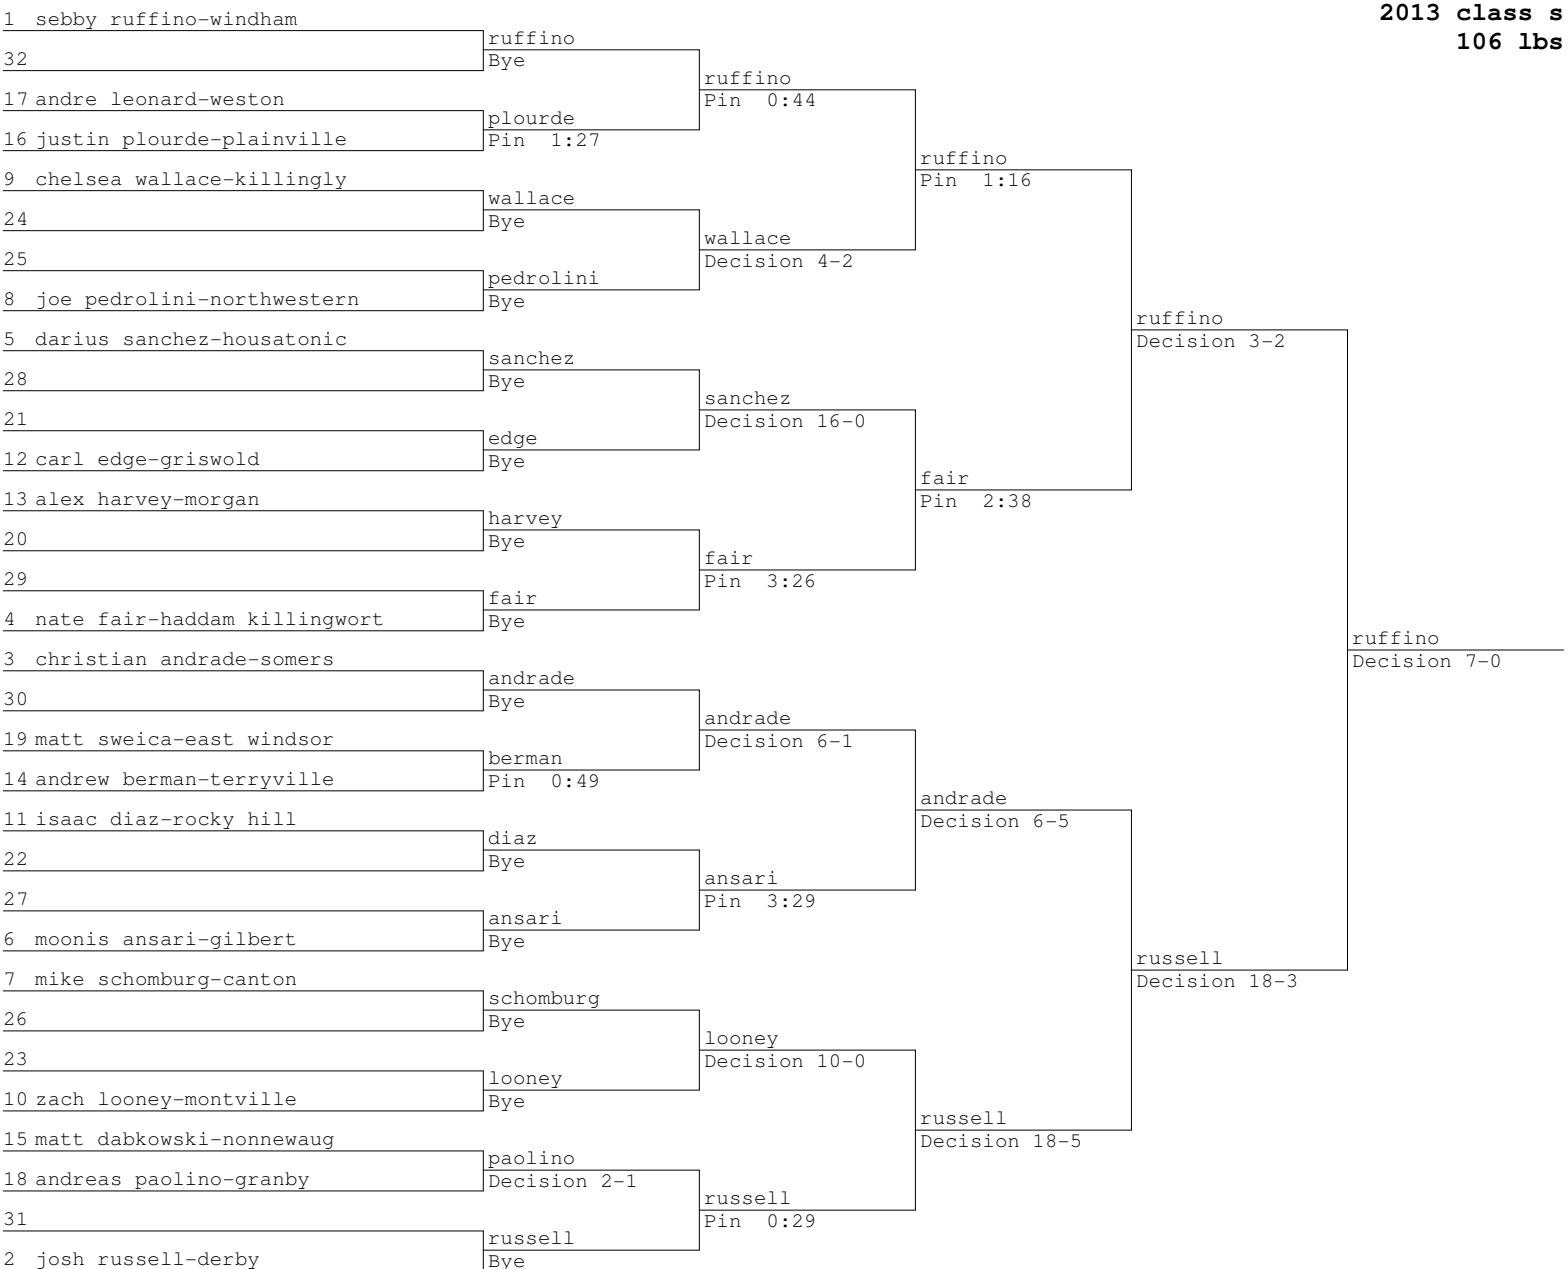 2013 class s
106 lbs
1 sebby ruffino-windham
ruffino
32
Bye
ruffino
17 andre leonard-weston
Pin 0:44
plourde
16 justin plourde-plainville
Pin 1:27
ruffino
9 chelsea wallace-killingly
Pin 1:16
wallace
24
Bye
wallace
25
Decision 4-2
pedrolini
8 joe pedrolini-northwestern
Bye
ruffino
5 darius sanchez-housatonic
Decision 3-2
sanchez
28
Bye
sanchez
21
Decision 16-0
edge
12 carl edge-griswold
Bye
fair
13 alex harvey-morgan
Pin 2:38
harvey
20
Bye
fair
29
Pin 3:26
fair
4 nate fair-haddam killingwort
Bye
ruffino
3 christian andrade-somers
Decision 7-0
andrade
30
Bye
andrade
19 matt sweica-east windsor
Decision 6-1
berman
14 andrew berman-terryville
Pin 0:49
andrade
11 isaac diaz-rocky hill
Decision 6-5
diaz
22
Bye
ansari
27
Pin 3:29
ansari
6 moonis ansari-gilbert
Bye
russell
7 mike schomburg-canton
Decision 18-3
schomburg
26
Bye
looney
23
Decision 10-0
looney
10 zach looney-montville
Bye
russell
15 matt dabkowski-nonnewaug
Decision 18-5
paolino
18 andreas paolino-granby
Decision 2-1
russell
31
Pin 0:29
russell
2 josh russell-derby
Bye